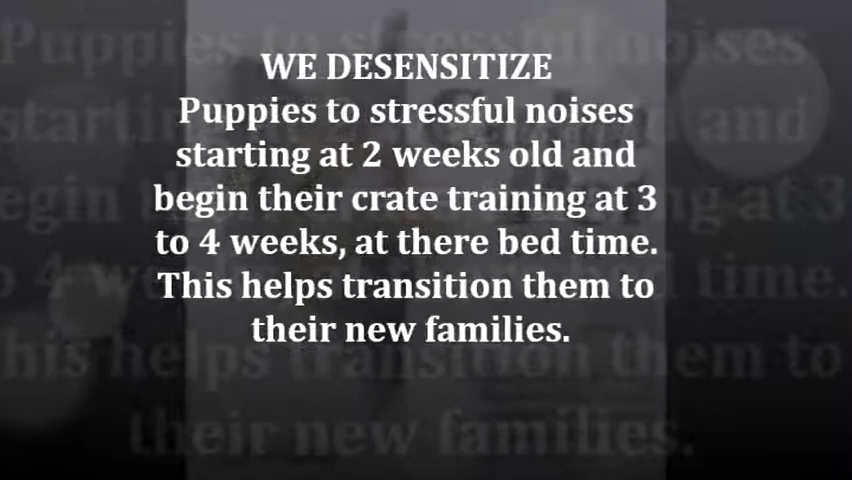 WE DESENSITIZE
Puppies to stressful noises
starting at 2 weeks old and
begin their crate training at 3
to 4 weeks, at there bed time.
This helps transition them to
their new families.